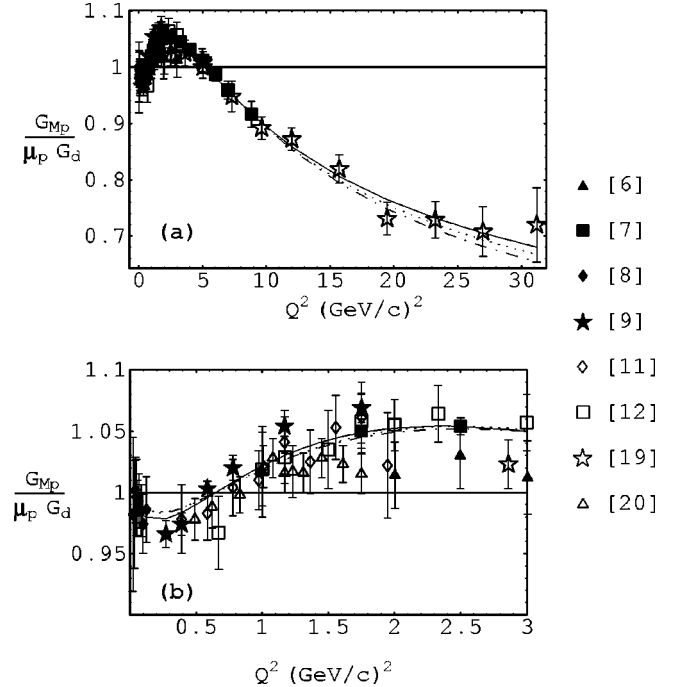 1.1
1
0.9
0.8
0.7
G_Mp
μ_p G_d
(a)
0 5 10 15 20 25 30
Q² (GeV/c)²
1.1
1.05
1
0.95
G_Mp
μ_p G_d
(b)
0.5 1 1.5 2 2.5 3
Q² (GeV/c)²
[6]
[7]
[8]
[9]
[11]
[12]
[19]
[20]